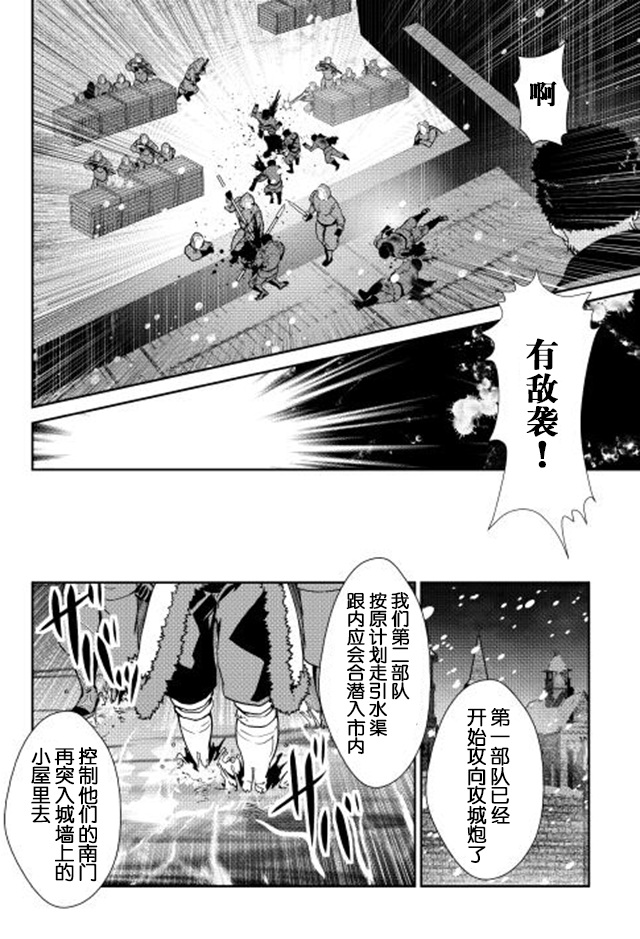 啊
有敌袭！
第一部队已经
开始攻向攻城炮了
我们第二部队
按原计划走引水渠
跟内应会合潜入市内
控制他们的南门
再突入城墙上的
小屋里去